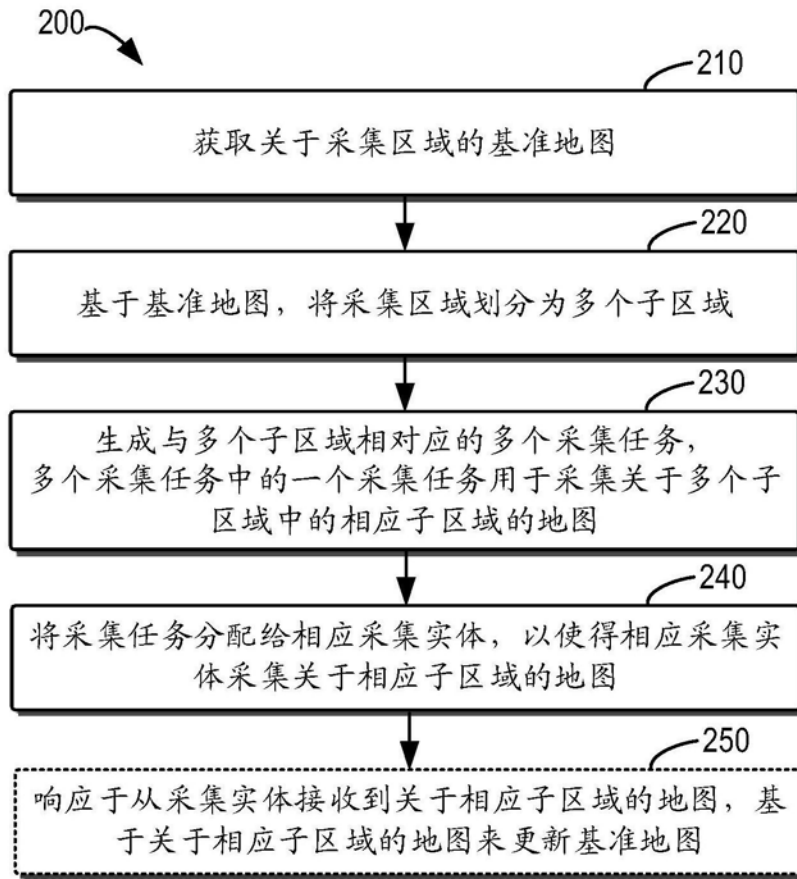 200
210
获取关于采集区域的基准地图
220
基于基准地图，将采集区域划分为多个子区域
230
生成与多个子区域相对应的多个采集任务，
多个采集任务中的一个采集任务用于采集关于多个子
区域中的相应子区域的地图
240
将采集任务分配给相应采集实体，以使得相应采集实
体采集关于相应子区域的地图
250
响应于从采集实体接收到关于相应子区域的地图，基
于关于相应子区域的地图来更新基准地图